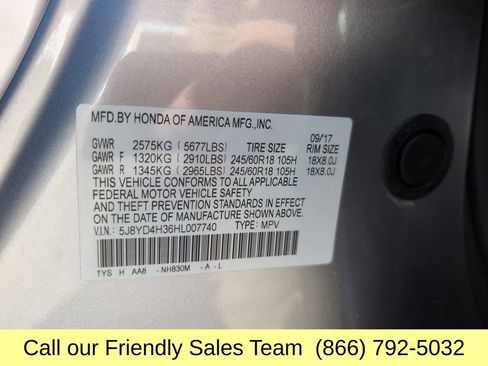 MFD.BY HONDA OF AMERICA MFG.,INC.
09/17
GVWR 2575KG (5677LBS) TIRE SIZE RIM SIZE
GAWR F 1320KG (2910LBS) 245/60R18 105H 18X8.0J
GAWR R 1345KG (2965LBS) 245/60R18 105H 18X8.0J
THIS VEHICLE CONFORMS TO ALL APPLICABLE
FEDERAL MOTOR VEHICLE SAFETY
AND THEFT PREVENTION STANDARDS IN EFFECT
ON THE DATE OF MANUFACTURE SHOWN ABOVE.
V.I.N: 5J8YD4H36HL007740 TYPE: MPV
TYS H AA8 -NH830M -A-L
Call our Friendly Sales Team (866) 792-5032